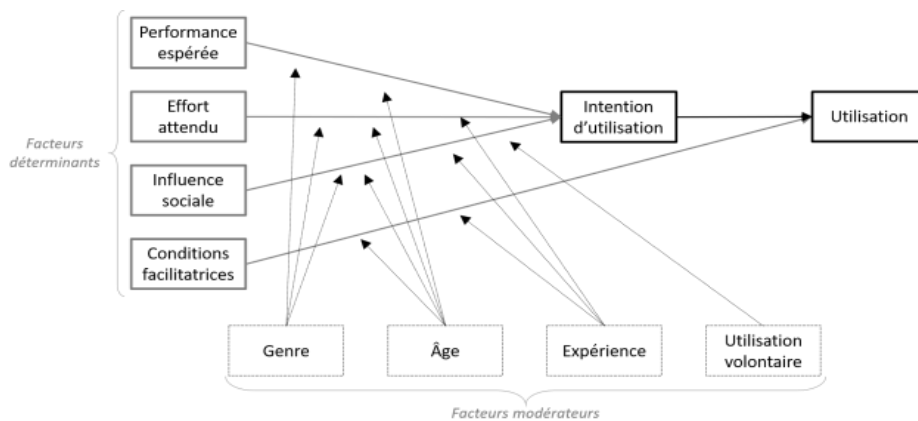 Performance
espérée
Effort
attendu
Intention
d'utilisation
Utilisation
Facteurs
déterminants
Influence
sociale
Conditions
facilitatrices
Genre
Âge
Expérience
Utilisation
volontaire
Facteurs modérateurs